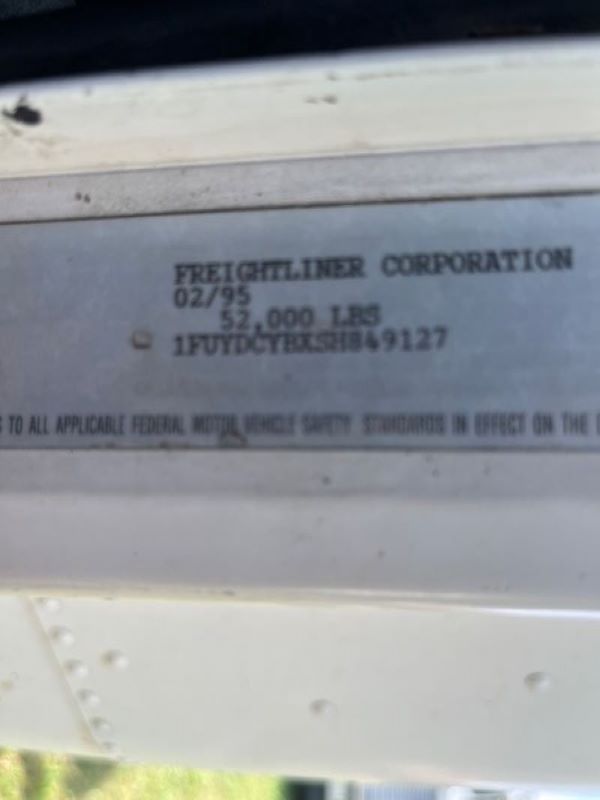 FREIGHTLINER CORPORATION
02/95
52,000 LBS
1FUYDCYBXSH849127
TO ALL APPLICABLE FEDERAL MOTOR VEHICLE SAFETY STANDARDS IN EFFECT ON THE